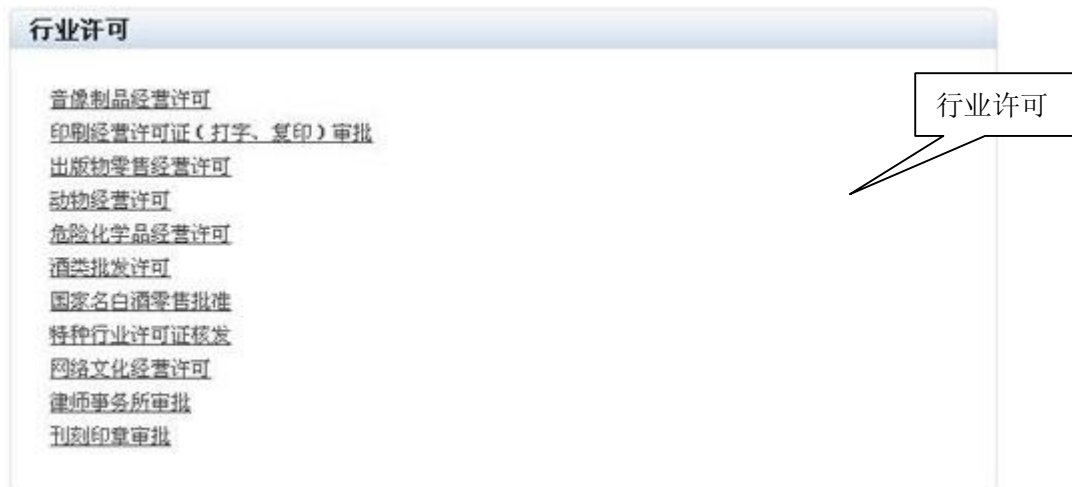 行业许可
音像制品经营许可
行业许可
印刷经营许可证(打字、复印)审批
出版物零售经营许可
动物经营许可
危险化学品经营许可
酒类批发许可
国家名白酒零售批准
特种行业许可证核发
网络文化经营许可
律师事务所审批
刊刻印章审批